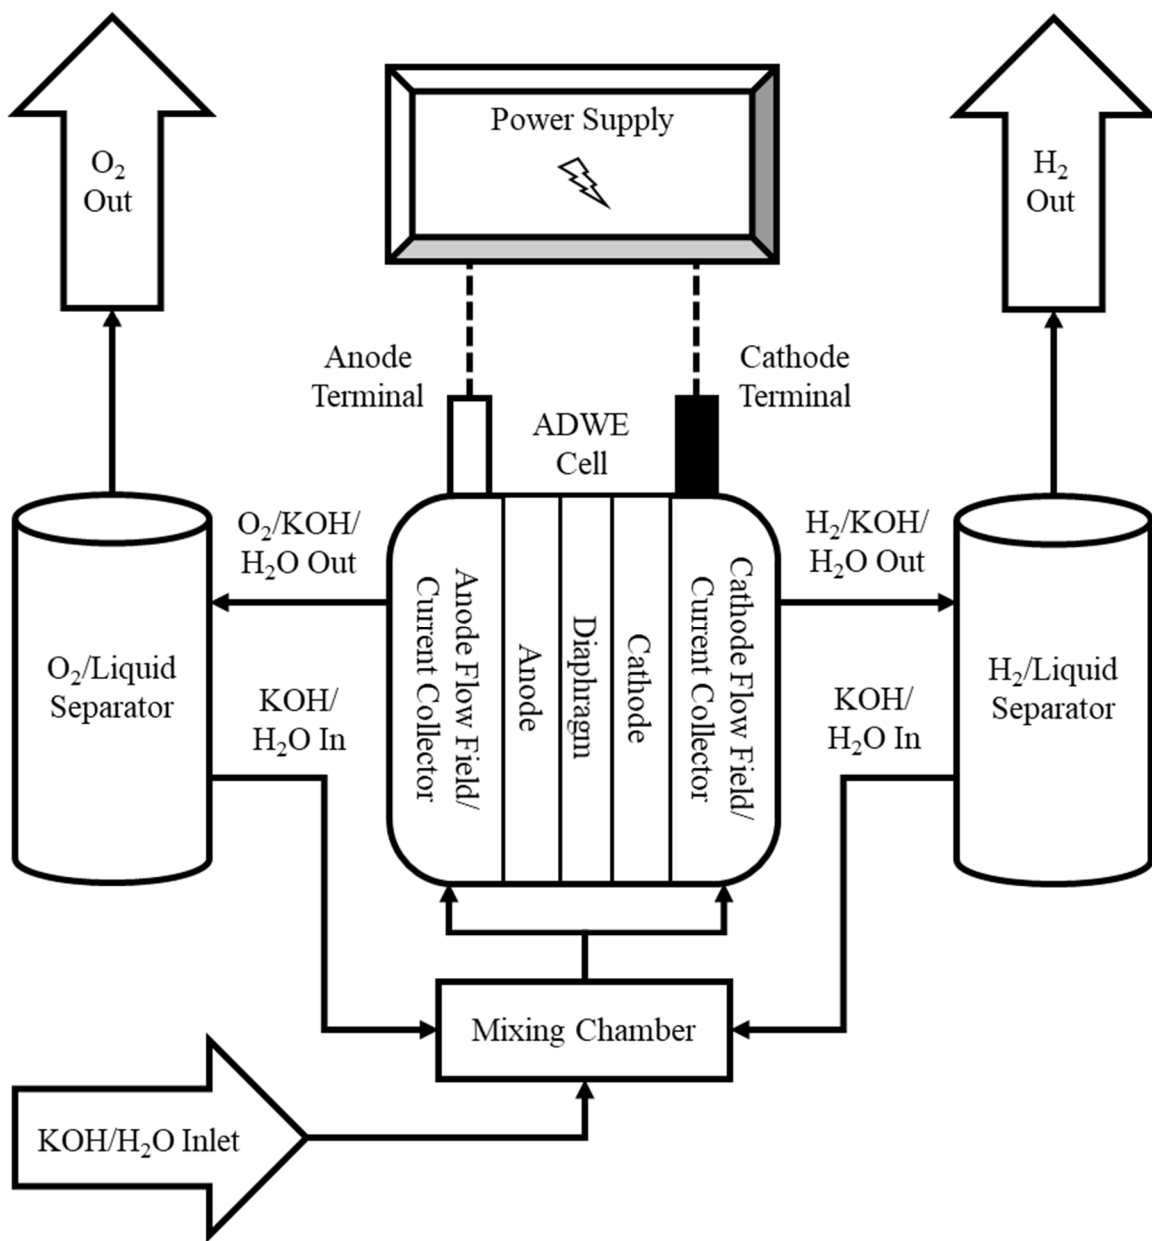 O₂
Out
Power Supply
H₂
Out
Anode
Terminal
Cathode
Terminal
ADWE
Cell
O₂/KOH/
H₂O Out
H₂/KOH/
H₂O Out
O₂/Liquid
Separator
KOH/
H₂O In
Anode Flow Field/
Current Collector
Anode
Diaphragm
Cathode
Cathode Flow Field/
Current Collector
KOH/
H₂O In
H₂/Liquid
Separator
Mixing Chamber
KOH/H₂O Inlet